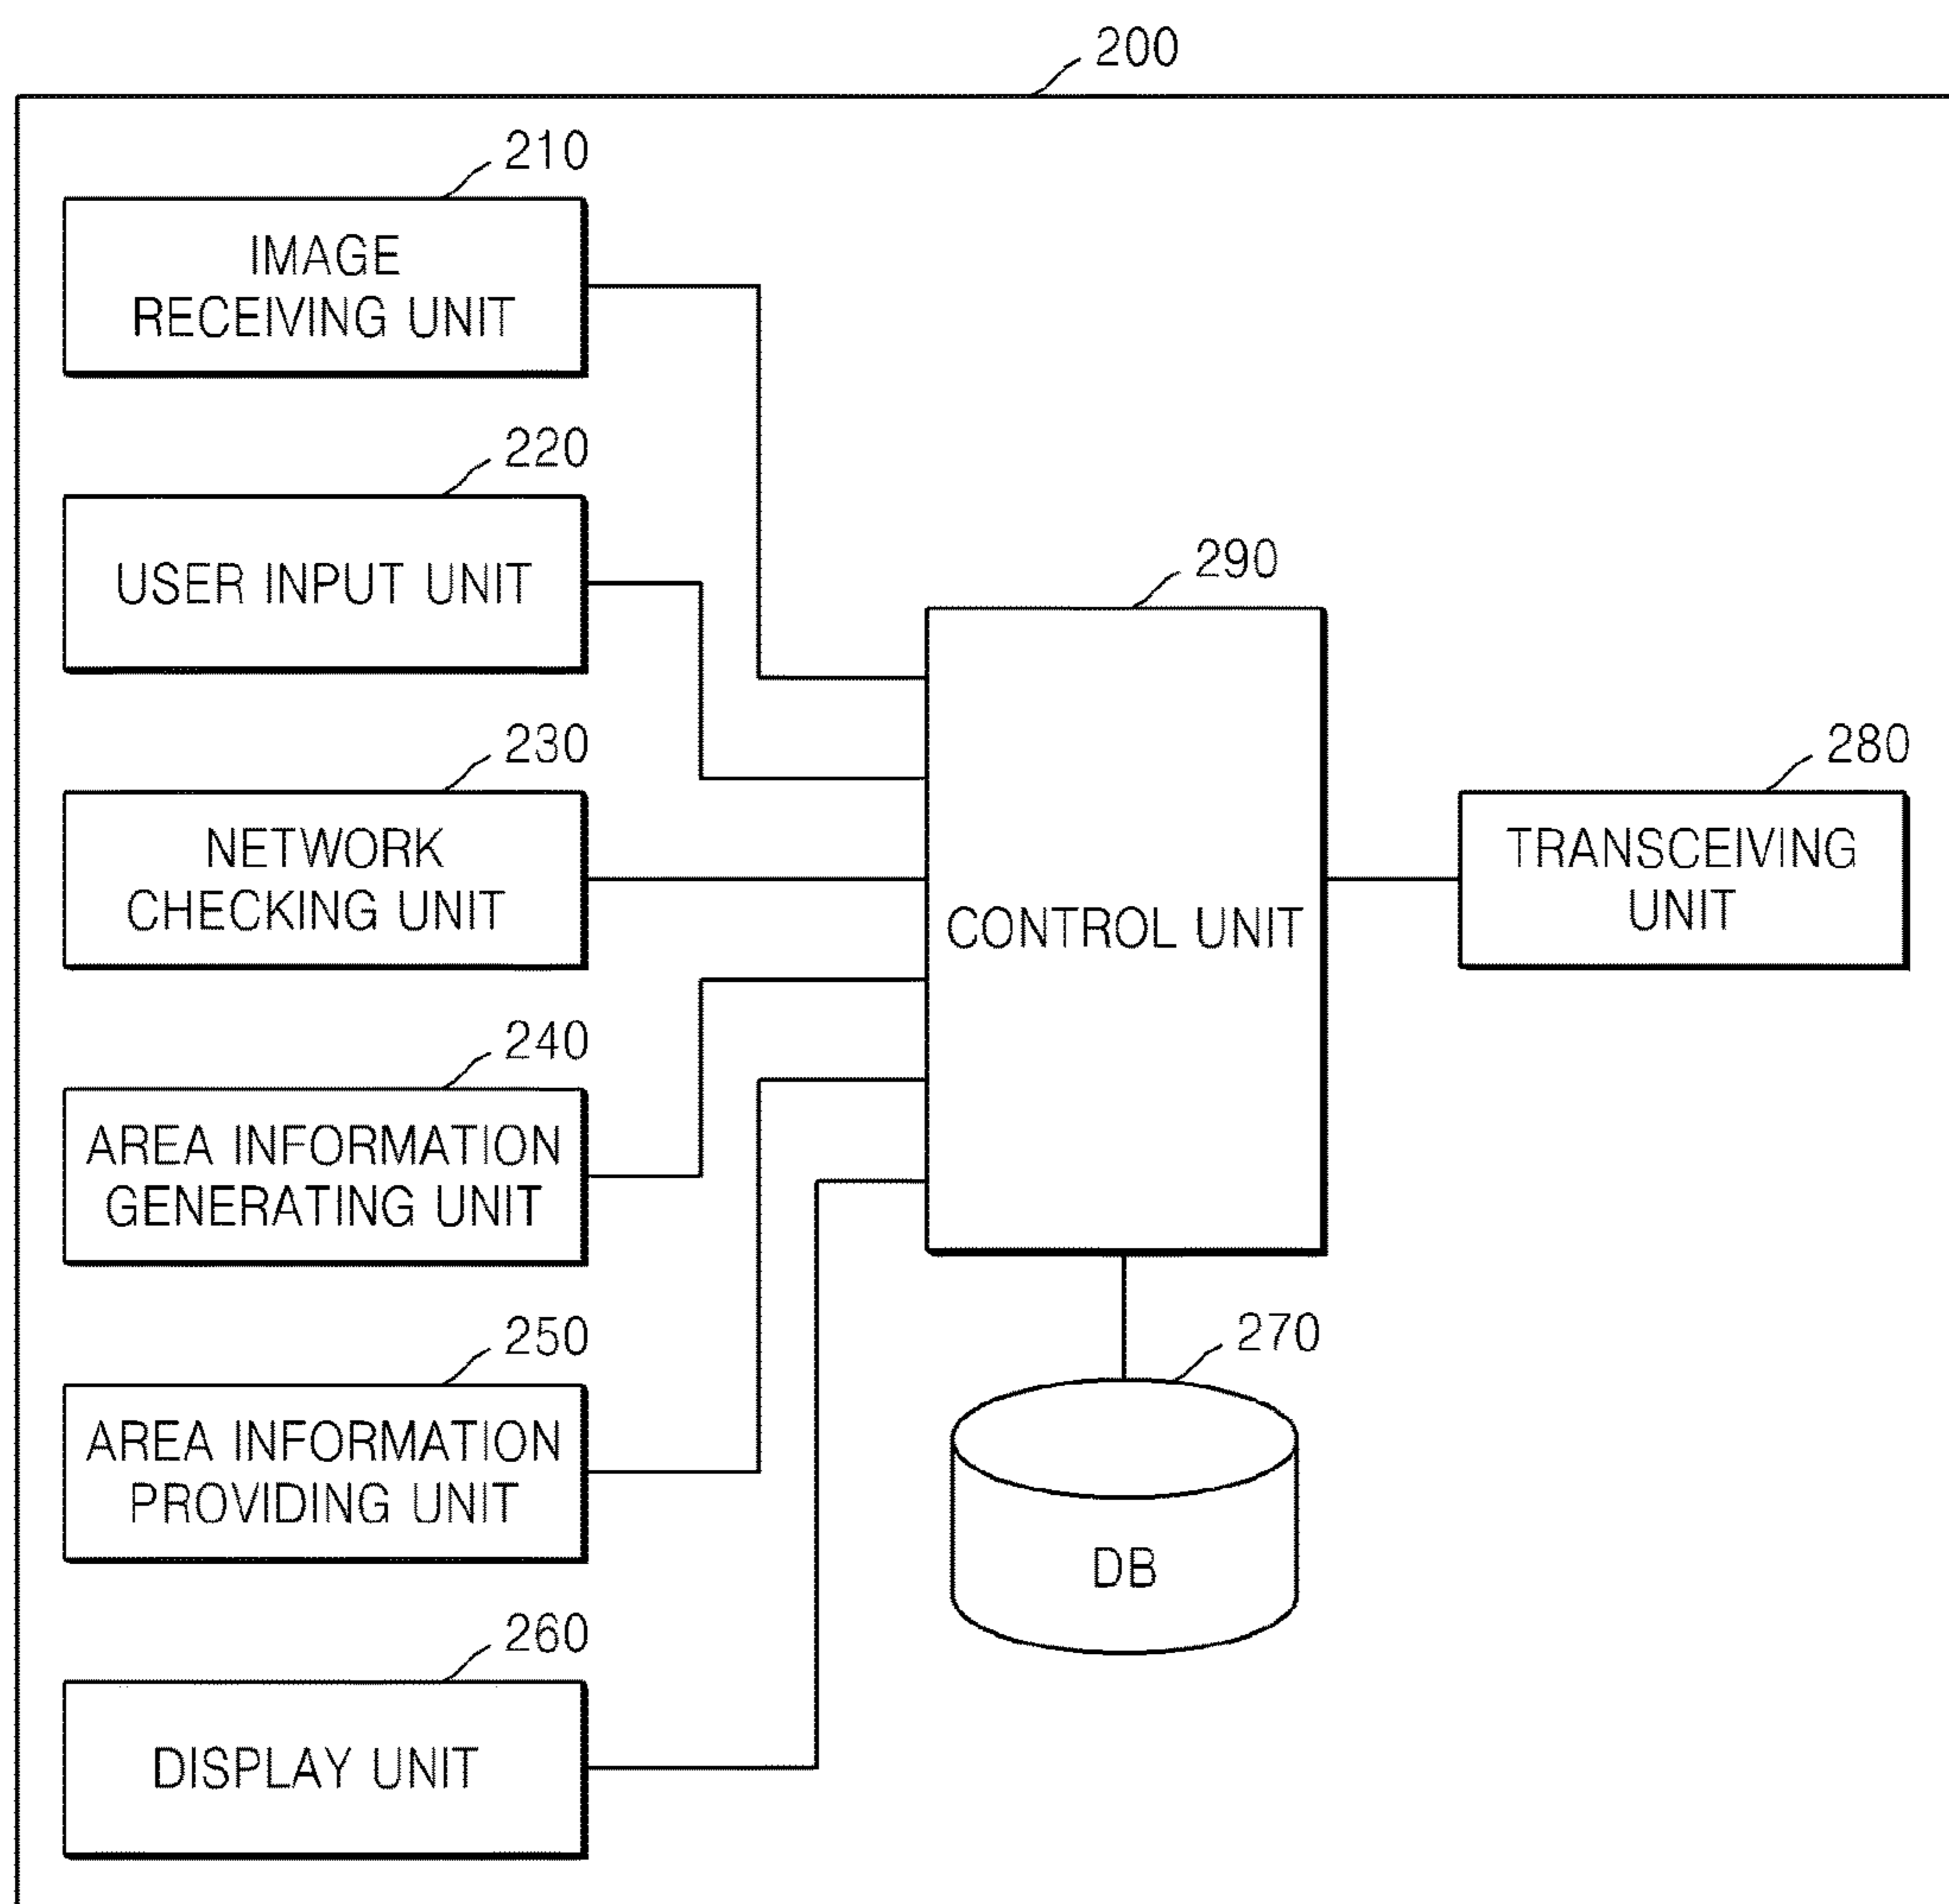 200
210
IMAGE
RECEIVING UNIT
220
USER INPUT UNIT
230
NETWORK
CHECKING UNIT
240
AREA INFORMATION
GENERATING UNIT
250
AREA INFORMATION
PROVIDING UNIT
260
DISPLAY UNIT
290
CONTROL UNIT
270
DB
280
TRANSCEIVING
UNIT